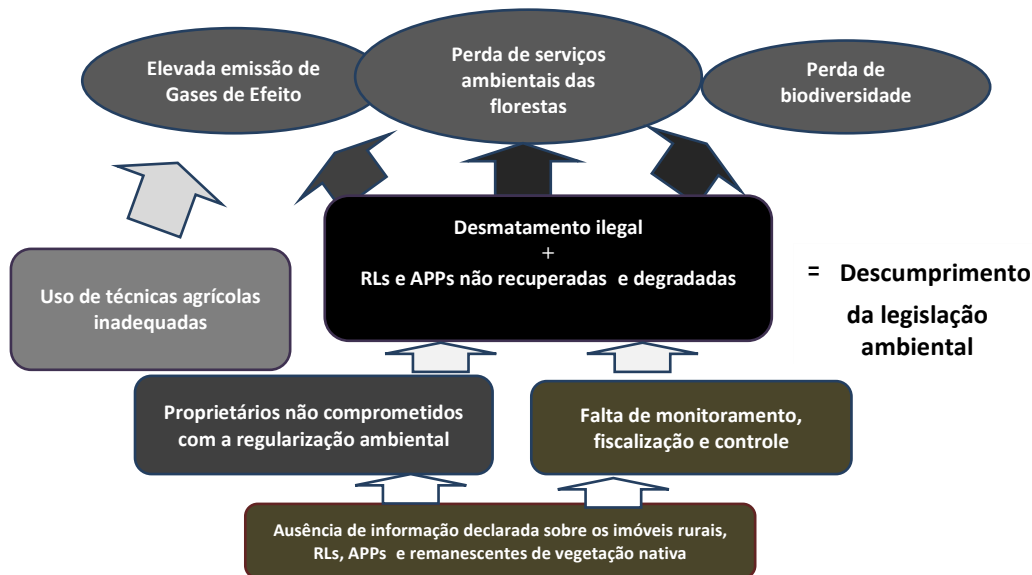 Elevada emissão de
Gases de Efeito
Perda de serviços
ambientais das
florestas
Perda de
biodiversidade
Desmatamento ilegal
+
RLs e APPs não recuperadas e degradadas
Uso de técnicas agrícolas
inadequadas
= Descumprimento
da legislação
ambiental
Proprietários não comprometidos
com a regularização ambiental
Falta de monitoramento,
fiscalização e controle
Ausência de informação declarada sobre os imóveis rurais,
RLs, APPs e remanescentes de vegetação nativa